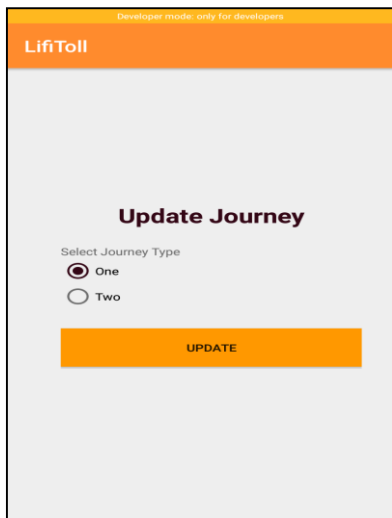 Developer mode: only for developers
LifiToll
Update Journey
Select Journey Type
One
Two
UPDATE